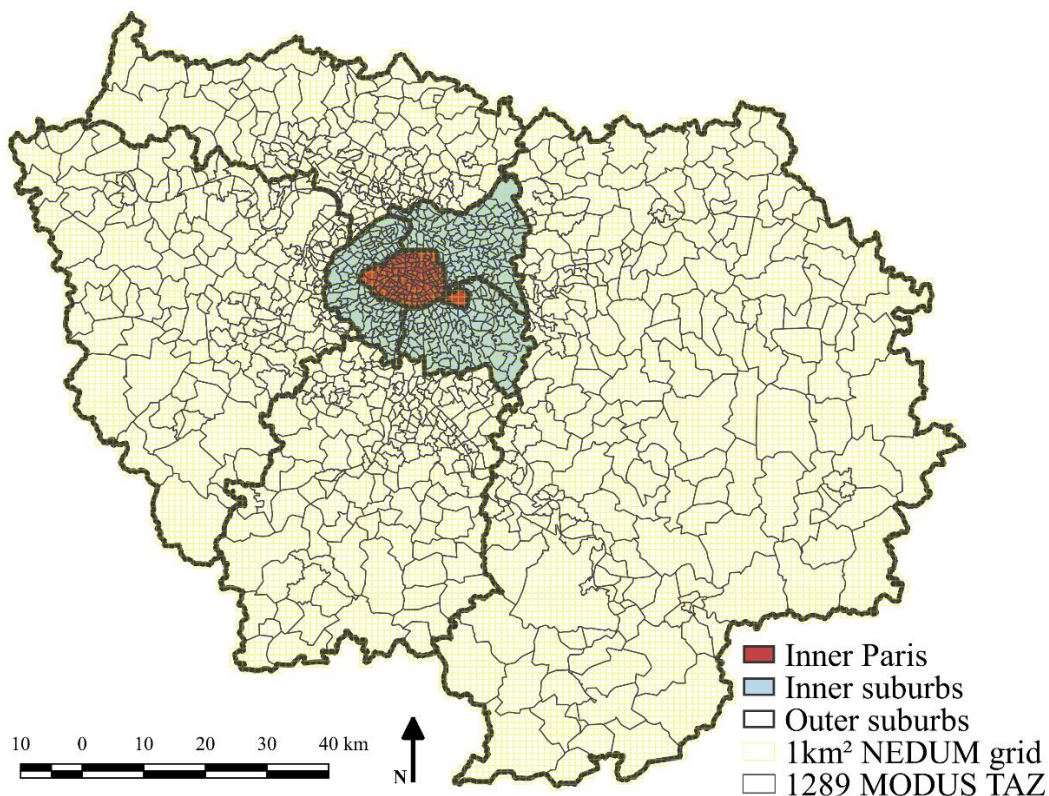 Inner Paris
Inner suburbs
Outer suburbs
1km² NEDUM grid
1289 MODUS TAZ
10 0 10 20 30 40 km
N